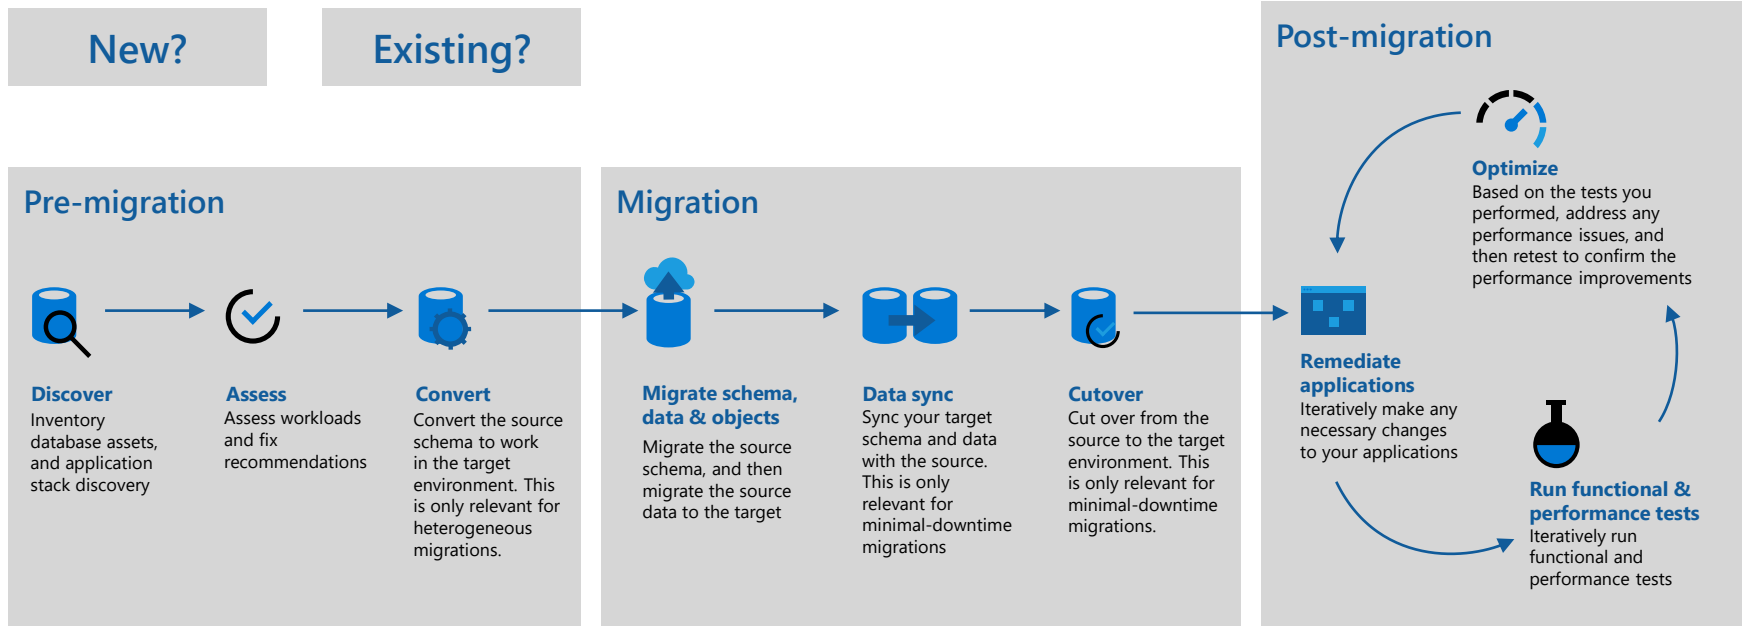 New?
Existing?
Pre-migration
Discover
Inventory
database assets,
and application
stack discovery
Assess
Assess workloads
and fix
recommendations
Convert
Convert the source
schema to work
in the target
environment. This
is only relevant for
heterogeneous
migrations.
Migration
Migrate schema,
data & objects
Migrate the source
schema, and then
migrate the source
data to the target
Data sync
Sync your target
schema and data
with the source.
This is only
relevant for
minimal-downtime
migrations
Cutover
Cut over from the
source to the target
environment. This
is only relevant for
minimal-downtime
migrations.
Post-migration
Remediate
applications
Iteratively make any
necessary changes
to your applications
Run functional &
performance tests
Iteratively run
functional and
performance tests
Optimize
Based on the tests you
performed, address any
performance issues, and
then retest to confirm the
performance improvements